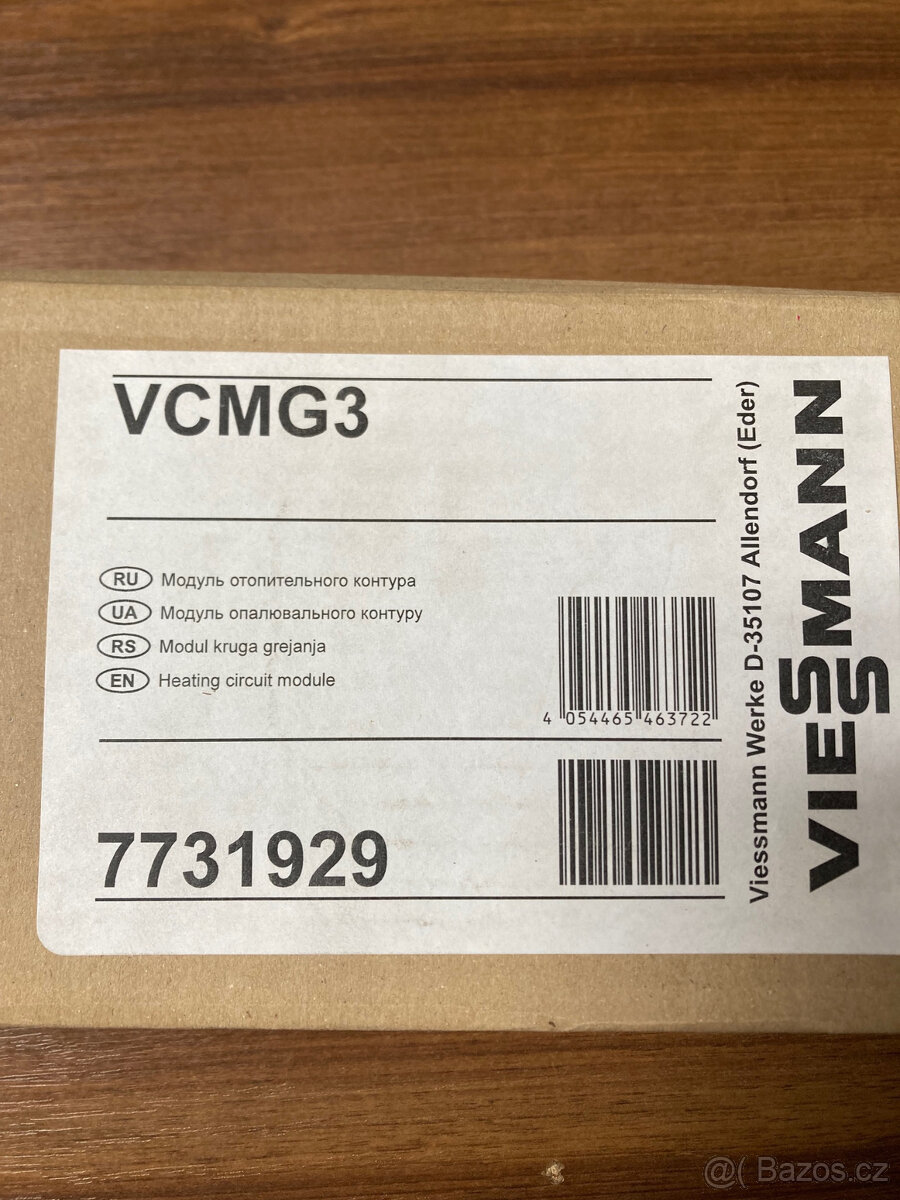 VCMG3
RU Модуль отопительного контура
UA Модуль опалювального контуру
RS Modul kruga grejanja
EN Heating circuit module
4 054465 463722
7731929
Viessmann Werke D-35107 Allendorf (Eder)
VIESSMANN
@( Bazos.cz